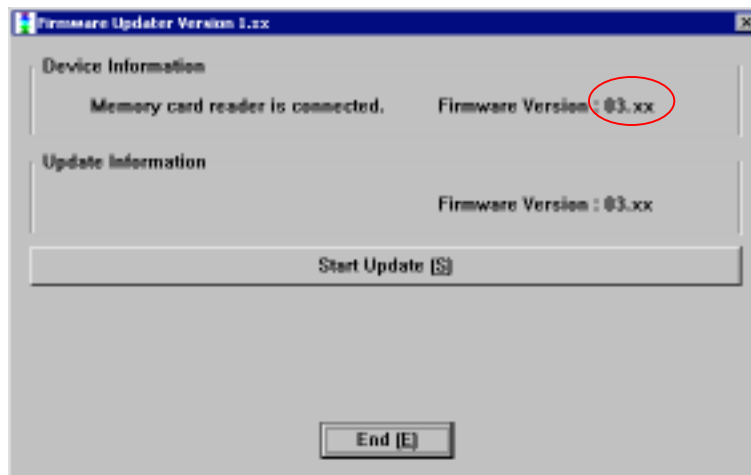 Firmware Updater Version 1.xx
Device Information
Memory card reader is connected. Firmware Version : 03.xx
Update Information
Firmware Version : 03.xx
Start Update (S)
End (E)